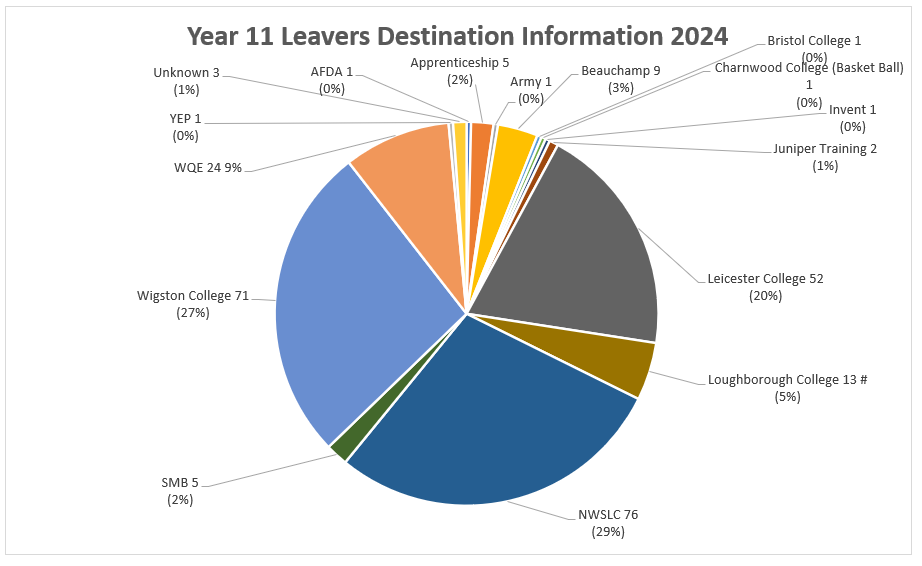 Year 11 Leavers Destination Information 2024
AFDA 1
(0%)
Apprenticeship 5
(2%)
Army 1
(0%)
Beauchamp 9
(3%)
Bristol College 1
(0%)
Charnwood College (Basket Ball)
1
(0%)
Invent 1
(0%)
Juniper Training 2
(1%)
Leicester College 52
(20%)
Loughborough College 13 #
(5%)
NWSLC 76
(29%)
SMB 5
(2%)
Wigston College 71
(27%)
WQE 24 9%
YEP 1
(0%)
Unknown 3
(1%)